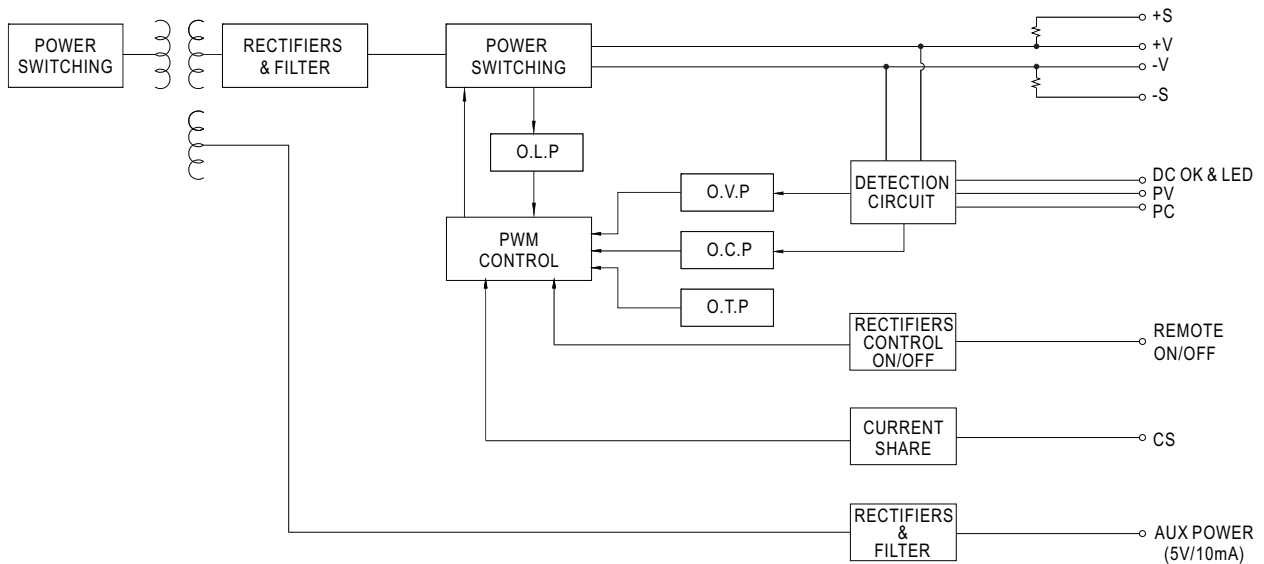 POWER
SWITCHING
RECTIFIERS
& FILTER
POWER
SWITCHING
+S
+V
-V
-S
O.L.P
O.V.P
DETECTION
CIRCUIT
DC OK & LED
PV
PC
PWM
CONTROL
O.C.P
O.T.P
RECTIFIERS
CONTROL
ON/OFF
REMOTE
ON/OFF
CURRENT
SHARE
CS
RECTIFIERS
&
FILTER
AUX POWER
(5V/10mA)